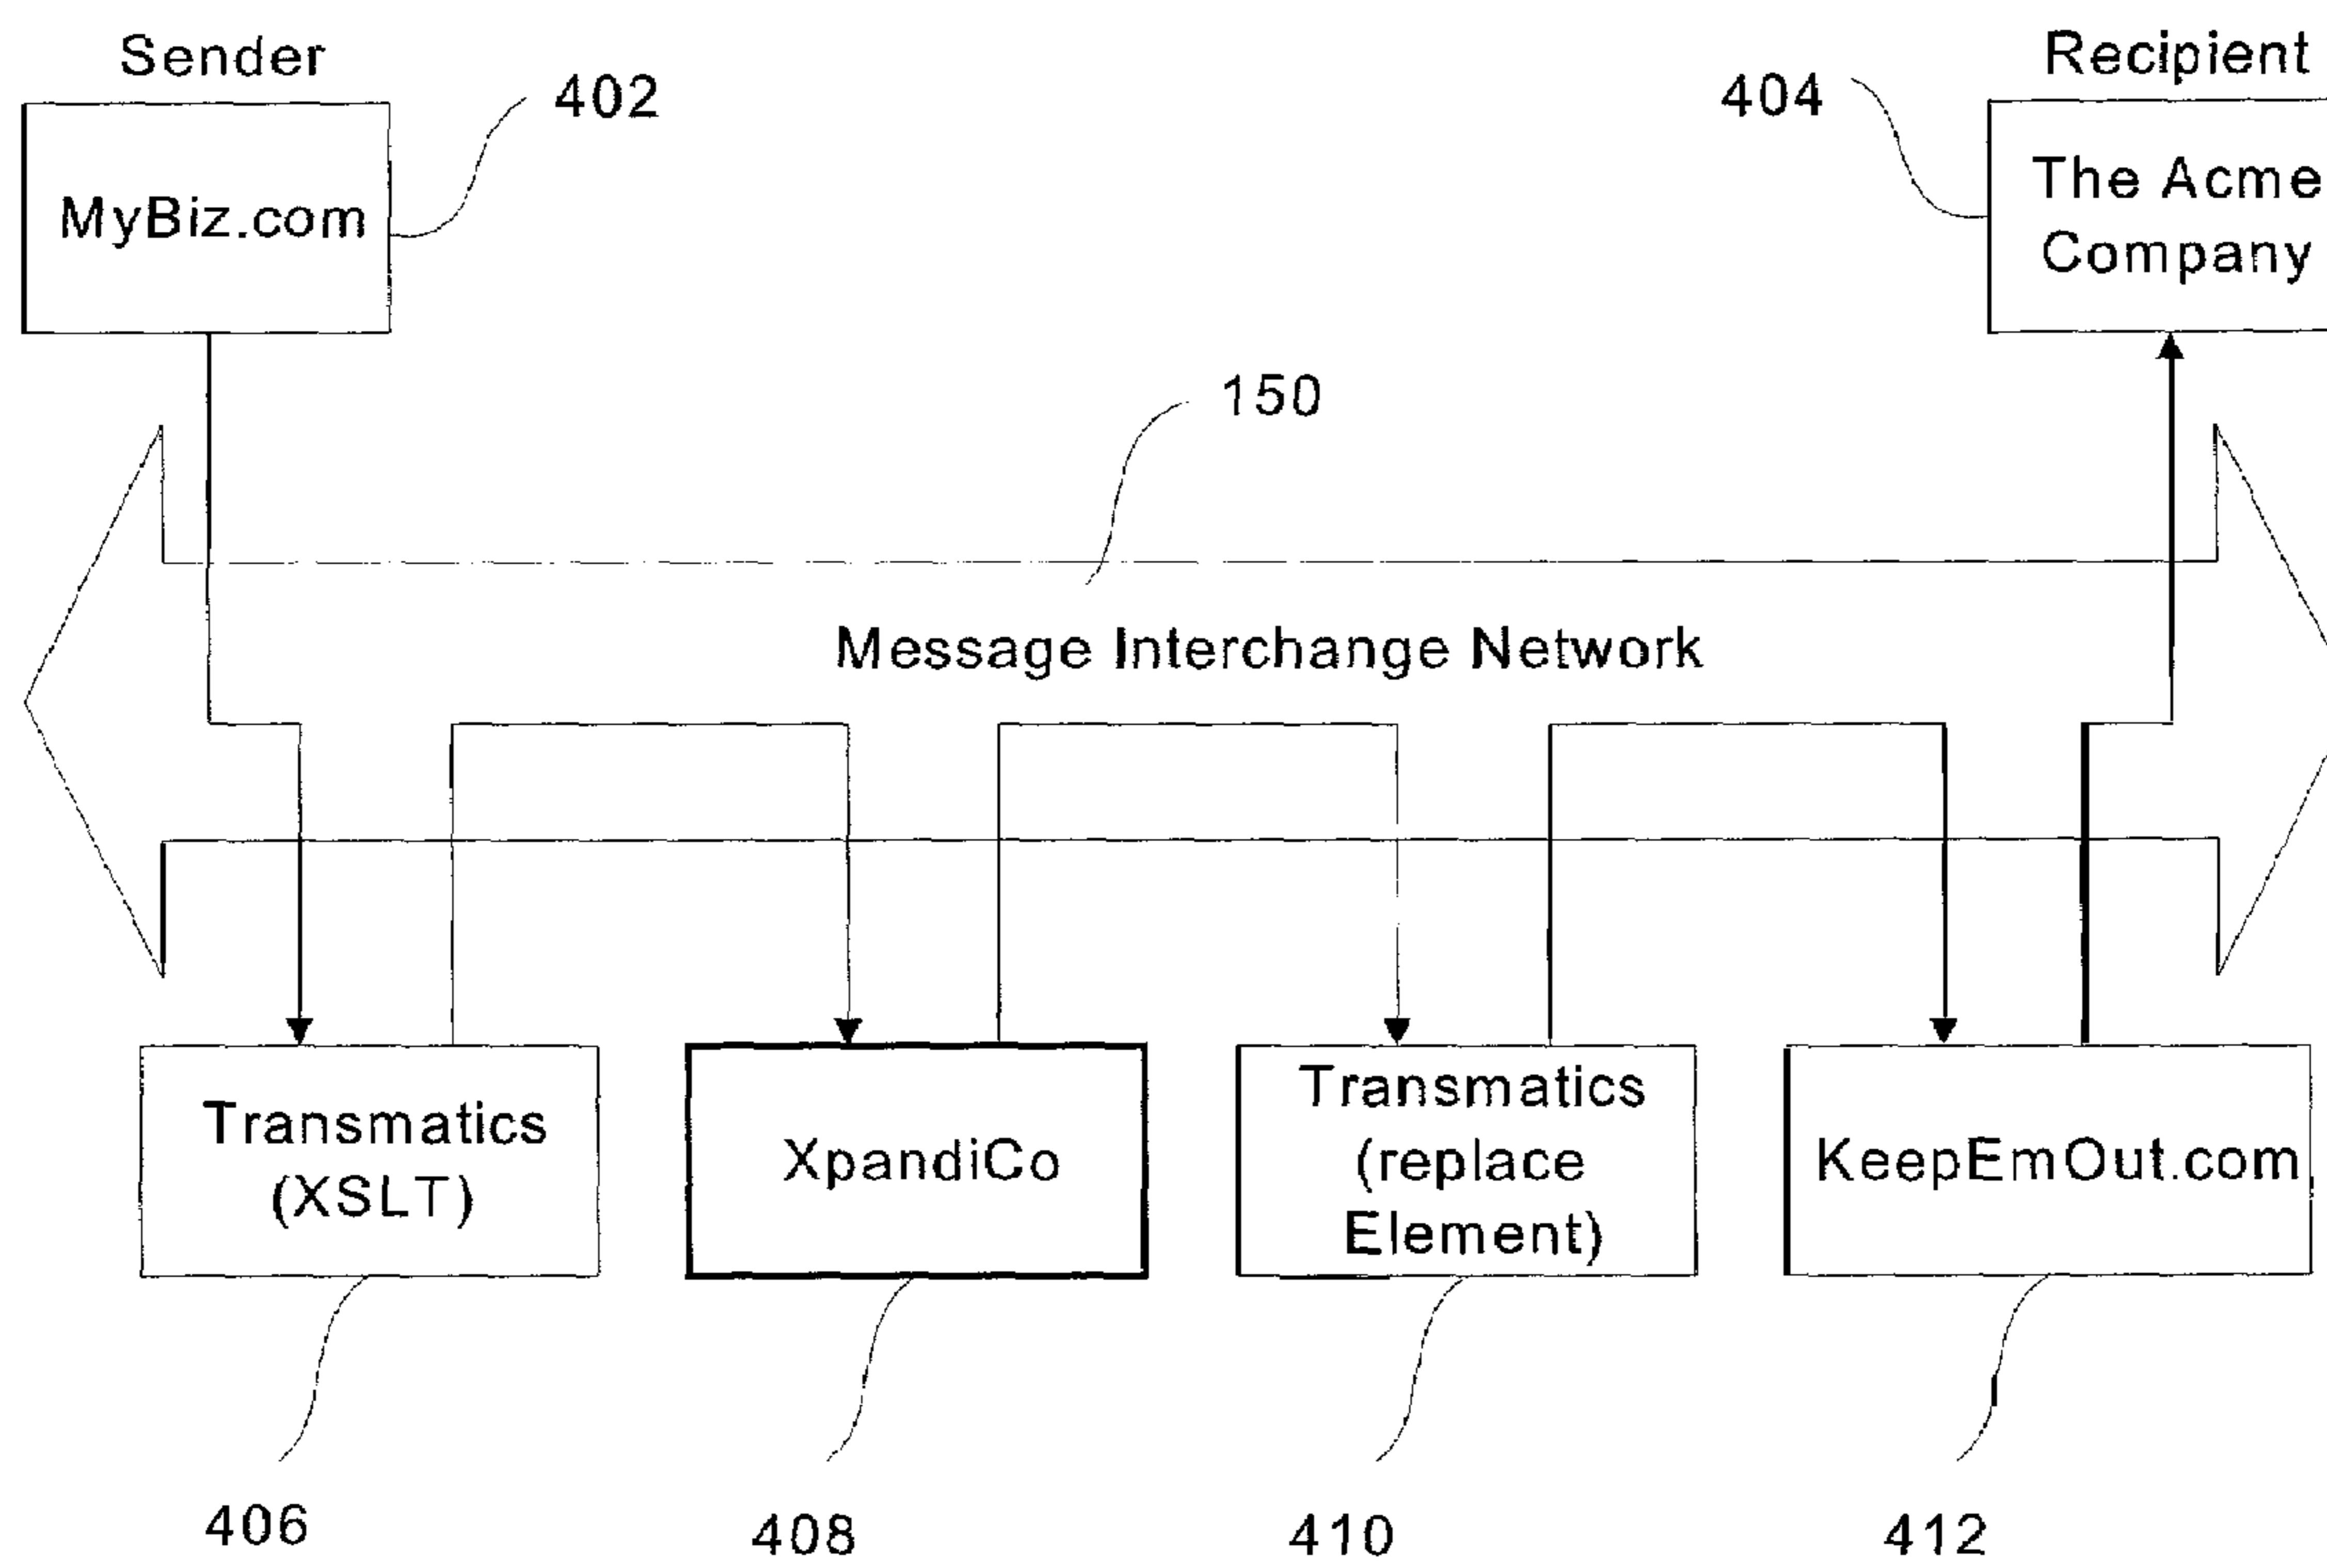 Sender
402
MyBiz.com
404
Recipient
The Acme
Company
150
Message Interchange Network
Transmatics
(XSLT)
XpandiCo
Transmatics
(replace
Element)
KeepEmOut.com
406
408
410
412